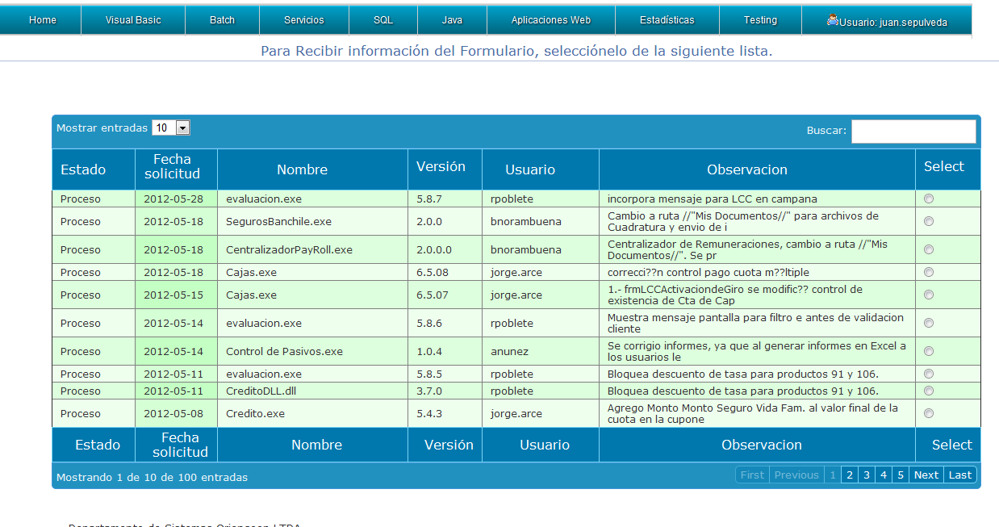 Home Visual Basic Batch Servicios SQL Java Aplicaciones Web Estadísticas Testing Usuario: juan.sepulveda
Para Recibir información del Formulario, selecciónelo de la siguiente lista.
Mostrar entradas 10 Buscar:
Estado Fecha solicitud Nombre Versión Usuario Observacion Select
Proceso 2012-05-28 evaluacion.exe 5.8.7 rpoblete incorpora mensaje para LCC en campana
Proceso 2012-05-18 SegurosBanchile.exe 2.0.0 bnorambuena Cambio a ruta //"Mis Documentos//" para archivos de
Cuadratura y envio de i
Proceso 2012-05-18 CentralizadorPayRoll.exe 2.0.0.0 bnorambuena Centralizador de Remuneraciones, cambio a ruta //"Mis
Documentos//". Se pr
Proceso 2012-05-18 Cajas.exe 6.5.08 jorge.arce correcci??n control pago cuota m??ltiple
Proceso 2012-05-15 Cajas.exe 6.5.07 jorge.arce 1.- frmLCCActivaciondeGiro se modific?? control de
existencia de Cta de Cap
Proceso 2012-05-14 evaluacion.exe 5.8.6 rpoblete Muestra mensaje pantalla para filtro e antes de validacion
cliente
Proceso 2012-05-14 Control de Pasivos.exe 1.0.4 anunez Se corrigio informes, ya que al generar informes en Excel a
los usuarios le
Proceso 2012-05-11 evaluacion.exe 5.8.5 rpoblete Bloquea descuento de tasa para productos 91 y 106.
Proceso 2012-05-11 CreditoDLL.dll 3.7.0 rpoblete Bloquea descuento de tasa para productos 91 y 106.
Proceso 2012-05-08 Credito.exe 5.4.3 jorge.arce Agrego Monto Monto Seguro Vida Fam. al valor final de la
cuota en la cupone
Estado Fecha solicitud Nombre Versión Usuario Observacion Select
Mostrando 1 de 10 de 100 entradas First Previous 1 2 3 4 5 Next Last
Departamento de Sistemas LTDA